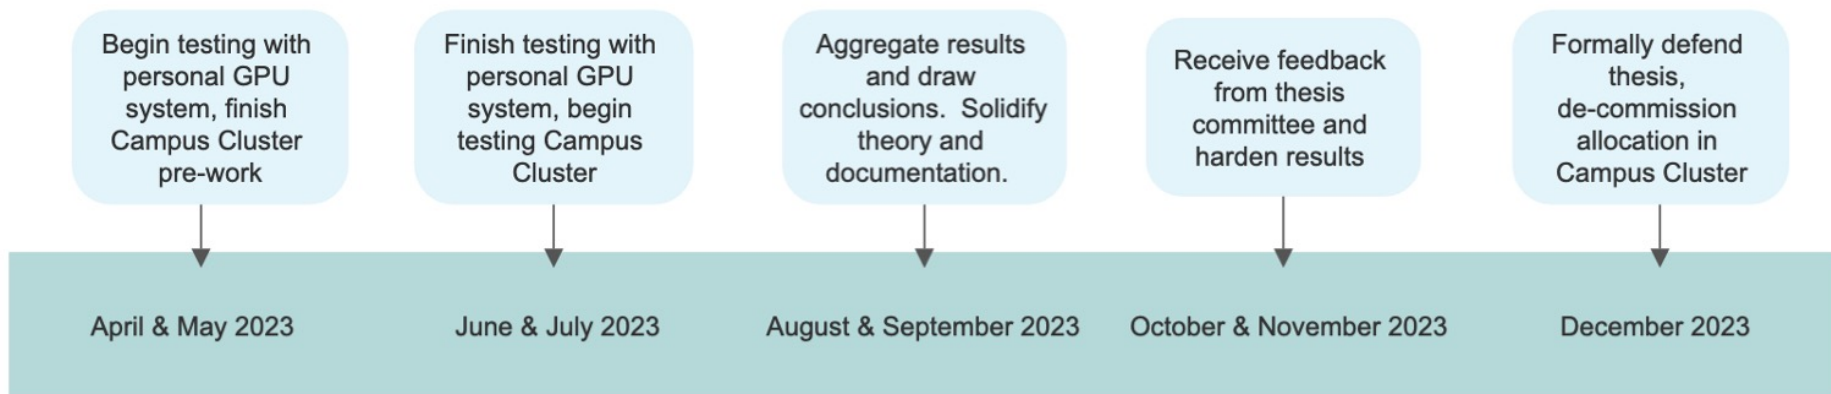 Begin testing with
personal GPU
system, finish
Campus Cluster
pre-work
Finish testing with
personal GPU
system, begin
testing Campus
Cluster
Aggregate results
and draw
conclusions.  Solidify
theory and
documentation.
Receive feedback
from thesis
committee and
harden results
Formally defend
thesis,
de-commission
allocation in
Campus Cluster
April & May 2023
June & July 2023
August & September 2023
October & November 2023
December 2023